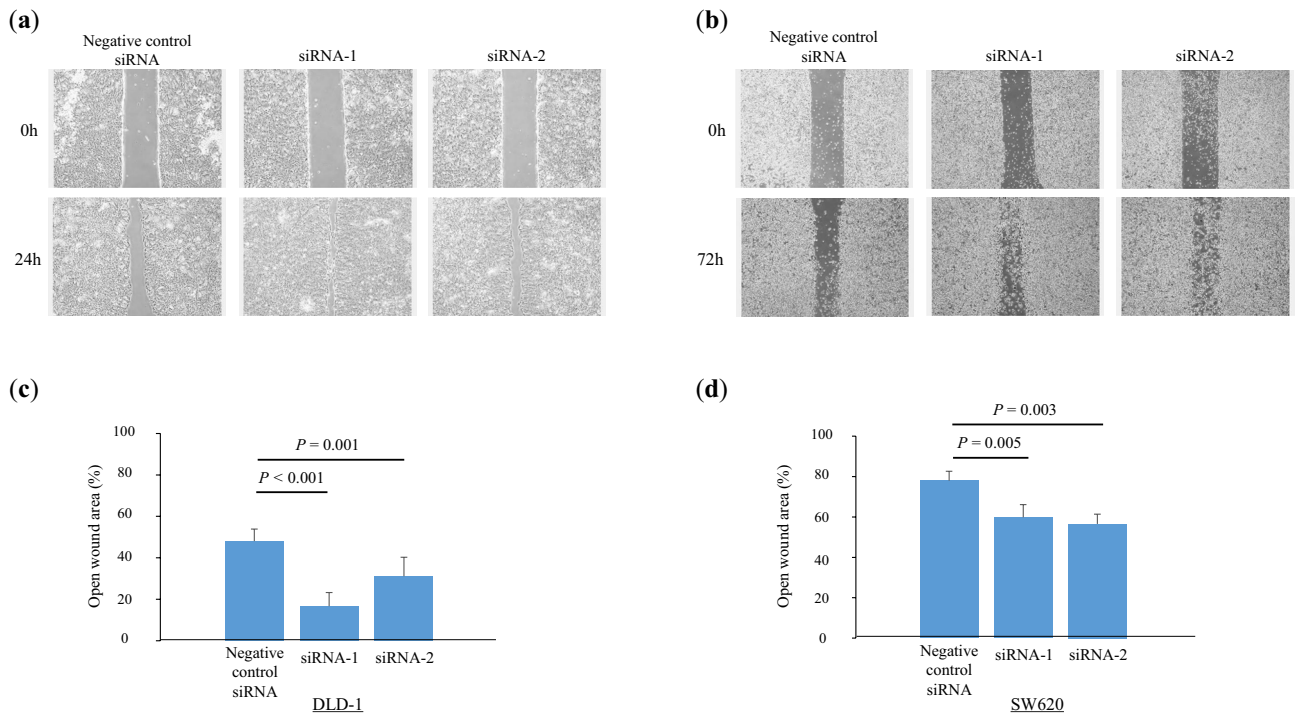 (a)
Negative control
siRNA
siRNA-1
siRNA-2
0h
24h
(b)
Negative control
siRNA
siRNA-1
siRNA-2
0h
72h
(c)
100
80
60
40
20
0
Open wound area (%)
P = 0.001
P < 0.001
Negative
control
siRNA
siRNA-1
siRNA-2
DLD-1
(d)
100
80
60
40
20
0
Open wound area (%)
P = 0.003
P = 0.005
Negative
control
siRNA
siRNA-1
siRNA-2
SW620